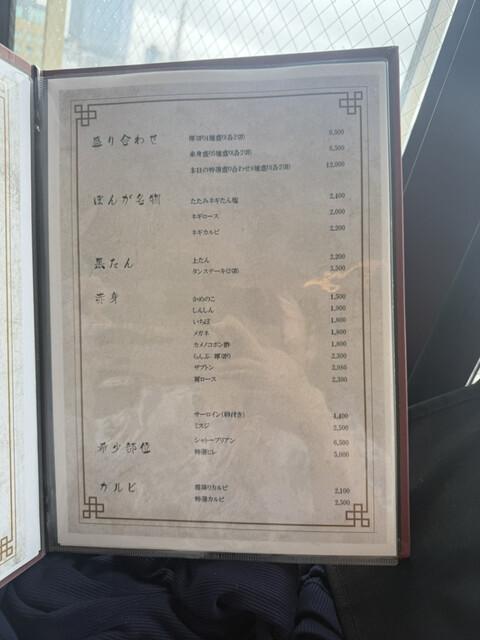 盛り合わせ
厚切り4種盛り(各2切) 6,500
赤身盛り5種盛り(各2切) 6,500
本日の特選盛り合わせ6種盛り(各2切) 12,000
ぽんが名物
たたみネギたん塩 2,400
ネギロース 2,000
ネギカルビ 2,200
黒たん
上たん 2,200
タンステーキ(2切) 3,500
赤身
かめのこ 1,500
しんしん 1,900
いちぼ 1,800
メガネ 1,800
カメノコポン酢 1,800
らんぷ 厚切り 2,300
ザブトン 2,980
肩ロース 2,300
サーロイン(卵付き) 4,400
ミスジ 2,500
希少部位
シャトーブリアン 6,500
特選ヒレ 5,000
カルビ
霜降りカルビ 2,100
特選カルビ 2,500